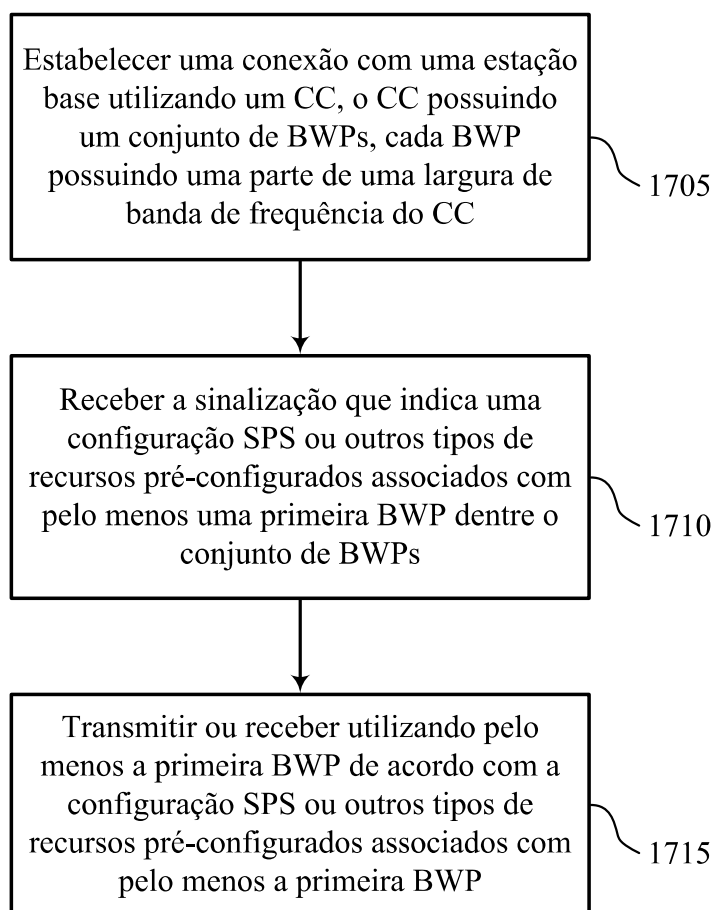 Estabelecer uma conexão com uma estação
base utilizando um CC, o CC possuindo
um conjunto de BWPs, cada BWP
possuindo uma parte de uma largura de
banda de frequência do CC
1705
Receber a sinalização que indica uma
configuração SPS ou outros tipos de
recursos pré-configurados associados com
pelo menos uma primeira BWP dentre o
conjunto de BWPs
1710
Transmitir ou receber utilizando pelo
menos a primeira BWP de acordo com a
configuração SPS ou outros tipos de
recursos pré-configurados associados com
pelo menos a primeira BWP
1715